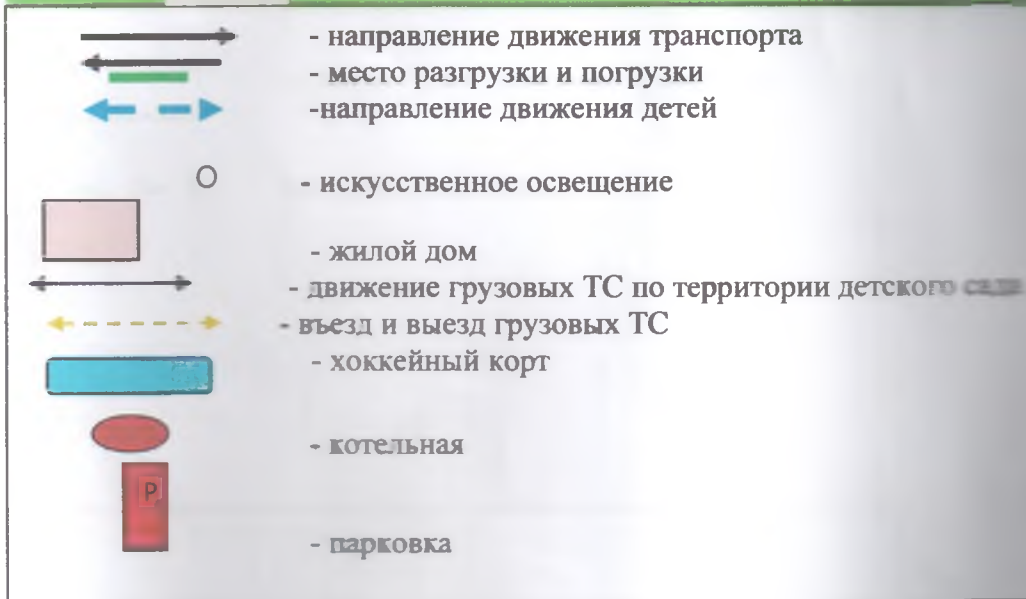 - направление движения транспорта
- место разгрузки и погрузки
-направление движения детей
- искусственное освещение
- жилой дом
- движение грузовых ТС по территории детского
- въезд и выезд грузовых ТС
- хоккейный корт
- котельная
P
- парковка